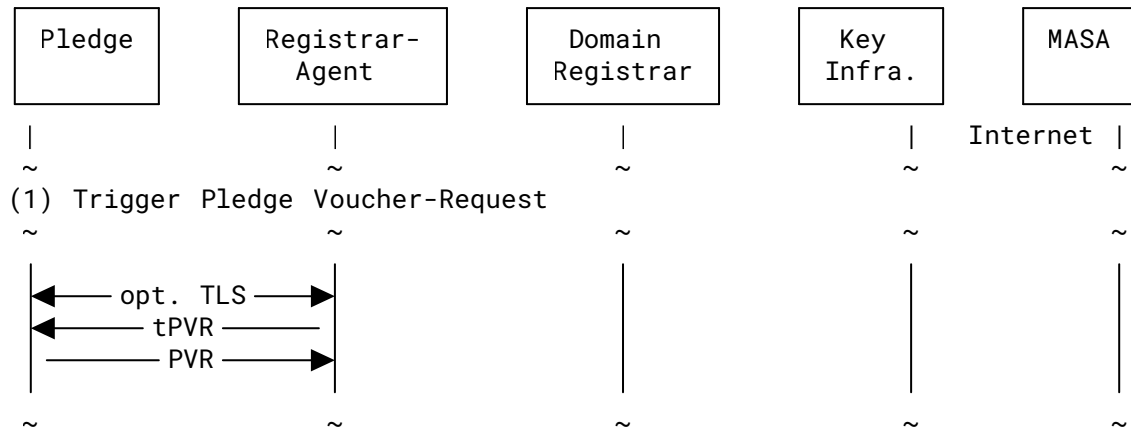 Pledge Registrar- Domain Key MASA
Agent Registrar Infra.
| | | | Internet |
~ ~ ~ ~ ~
(1) Trigger Pledge Voucher-Request
~ ~ ~ ~ ~
opt. TLS
tPVR
PVR
~ ~ ~ ~ ~